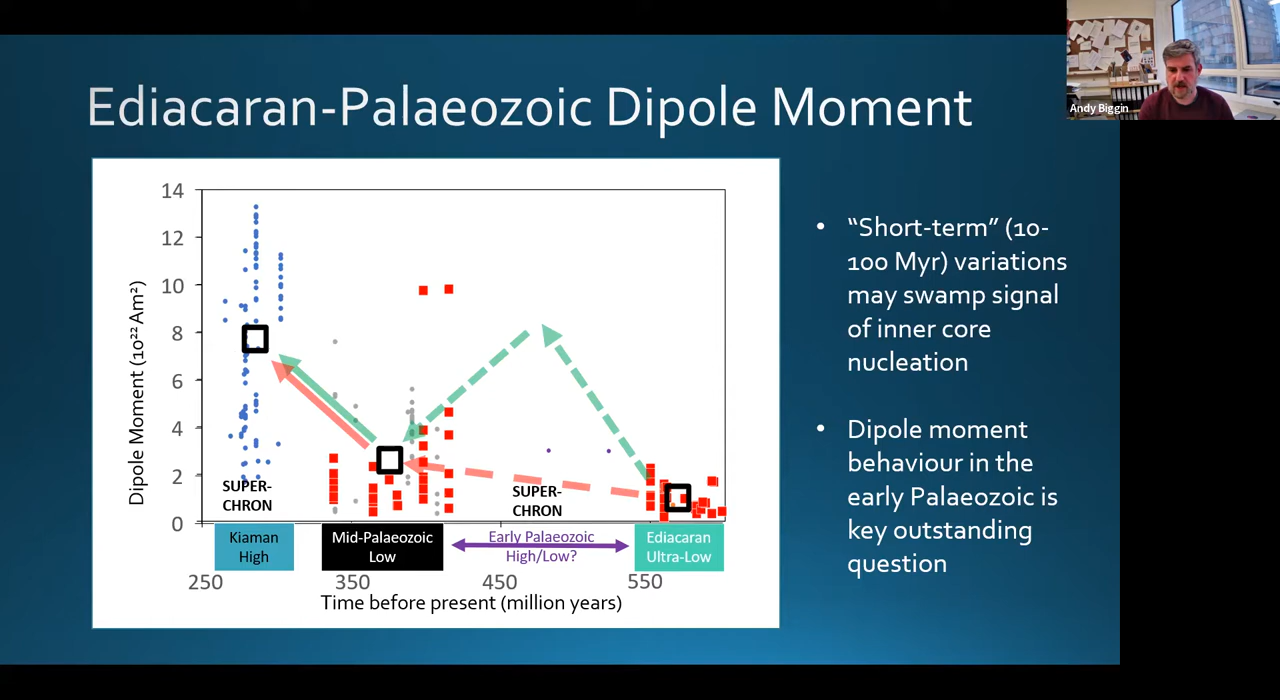 Andy Biggin
Ediacaran-Palaeozoic Dipole Moment
14
12
10
8
6
4
2
0
Dipole Moment (10²² Am²)
SUPER-
CHRON
SUPER-
CHRON
Kiaman
High
Mid-Palaeozoic
Low
Early Palaeozoic
High/Low?
Ediacaran
Ultra-Low
250
350
450
550
Time before present (million years)
• “Short-term” (10-
100 Myr) variations
may swamp signal
of inner core
nucleation
• Dipole moment
behaviour in the
early Palaeozoic is
key outstanding
question